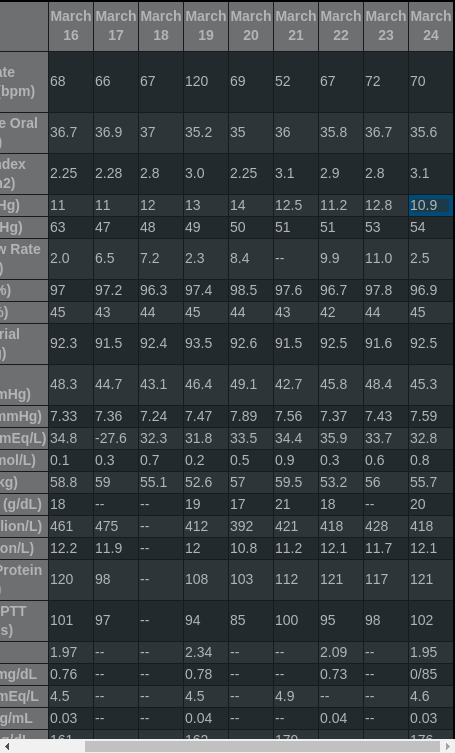 March 16 March 17 March 18 March 19 March 20 March 21 March 22 March 23 March 24
ate
(bpm) 68 66 67 120 69 52 67 72 70
e Oral
) 36.7 36.9 37 35.2 35 36 35.8 36.7 35.6
ndex
n2) 2.25 2.28 2.8 3.0 2.25 3.1 2.9 2.8 3.1
Hg) 11 11 12 13 14 12.5 11.2 12.8 10.9
Hg) 63 47 48 49 50 51 51 53 54
w Rate
) 2.0 6.5 7.2 2.3 8.4 -- 9.9 11.0 2.5
%) 97 97.2 96.3 97.4 98.5 97.6 96.7 97.8 96.9
%) 45 43 44 45 44 43 42 44 45
rial
g) 92.3 91.5 92.4 93.5 92.6 91.5 92.5 91.6 92.5
mmHg) 48.3 44.7 43.1 46.4 49.1 42.7 45.8 48.4 45.3
mmHg) 7.33 7.36 7.24 7.47 7.89 7.56 7.37 7.43 7.59
mEq/L) 34.8 -27.6 32.3 31.8 33.5 34.4 35.9 33.7 32.8
mol/L) 0.1 0.3 0.7 0.2 0.5 0.9 0.3 0.6 0.8
kg) 58.8 59 55.1 52.6 57 59.5 53.2 56 55.7
(g/dL) 18 -- -- 19 17 21 18 -- 20
llion/L) 461 475 -- 412 392 421 418 428 418
on/L) 12.2 11.9 -- 12 10.8 11.2 12.1 11.7 12.1
Protein
) 120 98 -- 108 103 112 121 117 121
PTT
s) 101 97 -- 94 85 100 95 98 102
1.97 -- -- 2.34 -- -- 2.09 -- 1.95
mg/dL 0.76 -- -- 0.78 -- -- 0.73 -- 0/85
mEq/L 4.5 -- -- 4.5 -- 4.9 -- -- 4.6
g/mL 0.03 -- -- 0.04 -- -- 0.04 -- 0.03